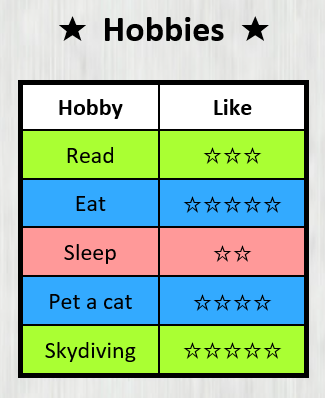 ★ Hobbies ★
Hobby Like
Read ☆☆☆
Eat ☆☆☆☆☆
Sleep ☆☆
Pet a cat ☆☆☆☆
Skydiving ☆☆☆☆☆